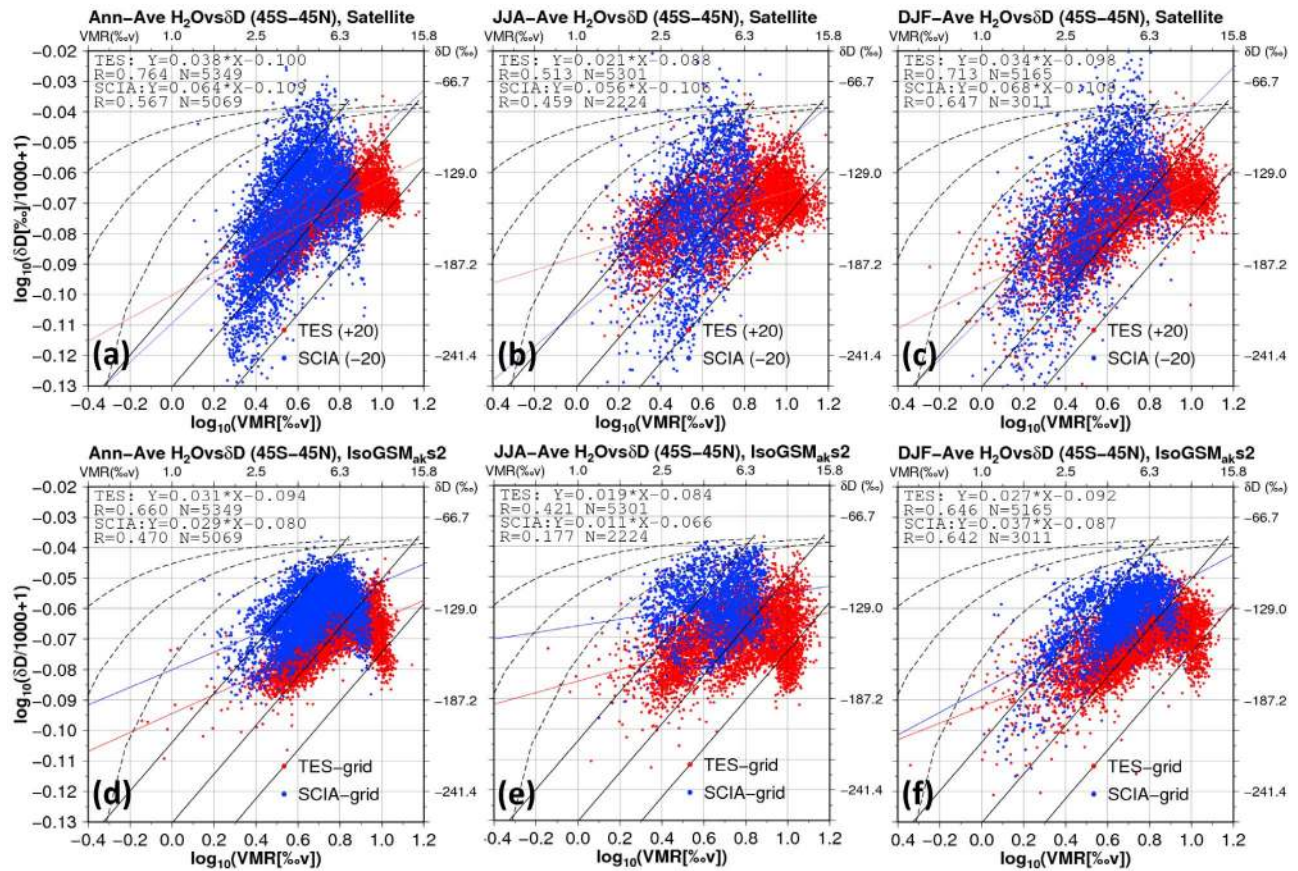 Ann-Ave H₂OvsδD (45S-45N), Satellite
VMR(‰v) 1.0 2.5 6.3 15.8
δD (‰)
TES: Y=0.038*X-0.100
R=0.764 N=5349
SCIA:Y=0.064*X-0.109
R=0.567 N=5069
-0.02
-0.03
-0.04
-0.05
-0.06
-0.07
-0.08
-0.09
-0.10
-0.11
-0.12
-0.13
log₁₀(δD[‰]/1000+1)
-66.7
-129.0
-187.2
-241.4
TES (+20)
SCIA (-20)
(a)
-0.4 -0.2 0.0 0.2 0.4 0.6 0.8 1.0 1.2
log₁₀(VMR[‰v])
JJA-Ave H₂OvsδD (45S-45N), Satellite
VMR(‰v) 1.0 2.5 6.3 15.8
δD (‰)
TES: Y=0.021*X-0.088
R=0.513 N=5301
SCIA:Y=0.056*X-0.106
R=0.459 N=2224
-66.7
-129.0
-187.2
-241.4
TES (+20)
SCIA (-20)
(b)
-0.4 -0.2 0.0 0.2 0.4 0.6 0.8 1.0 1.2
log₁₀(VMR[‰v])
DJF-Ave H₂OvsδD (45S-45N), Satellite
VMR(‰v) 1.0 2.5 6.3 15.8
δD (‰)
TES: Y=0.034*X-0.098
R=0.713 N=5165
SCIA:Y=0.068*X-0.108
R=0.647 N=3011
-66.7
-129.0
-187.2
-241.4
TES (+20)
SCIA (-20)
(c)
-0.4 -0.2 0.0 0.2 0.4 0.6 0.8 1.0 1.2
log₁₀(VMR[‰v])
Ann-Ave H₂OvsδD (45S-45N), IsoGSMₐₖs2
VMR(‰v) 1.0 2.5 6.3 15.8
δD (‰)
TES: Y=0.031*X-0.094
R=0.660 N=5349
SCIA:Y=0.029*X-0.080
R=0.470 N=5069
-0.02
-0.03
-0.04
-0.05
-0.06
-0.07
-0.08
-0.09
-0.10
-0.11
-0.12
-0.13
log₁₀(δD/1000+1)
-66.7
-129.0
-187.2
-241.4
TES-grid
SCIA-grid
(d)
-0.4 -0.2 0.0 0.2 0.4 0.6 0.8 1.0 1.2
log₁₀(VMR[‰v])
JJA-Ave H₂OvsδD (45S-45N), IsoGSMₐₖs2
VMR(‰v) 1.0 2.5 6.3 15.8
δD (‰)
TES: Y=0.019*X-0.084
R=0.421 N=5301
SCIA:Y=0.011*X-0.066
R=0.177 N=2224
-66.7
-129.0
-187.2
-241.4
TES-grid
SCIA-grid
(e)
-0.4 -0.2 0.0 0.2 0.4 0.6 0.8 1.0 1.2
log₁₀(VMR[‰v])
DJF-Ave H₂OvsδD (45S-45N), IsoGSMₐₖs2
VMR(‰v) 1.0 2.5 6.3 15.8
δD (‰)
TES: Y=0.027*X-0.092
R=0.646 N=5165
SCIA:Y=0.037*X-0.087
R=0.642 N=3011
-66.7
-129.0
-187.2
-241.4
TES-grid
SCIA-grid
(f)
-0.4 -0.2 0.0 0.2 0.4 0.6 0.8 1.0 1.2
log₁₀(VMR[‰v])